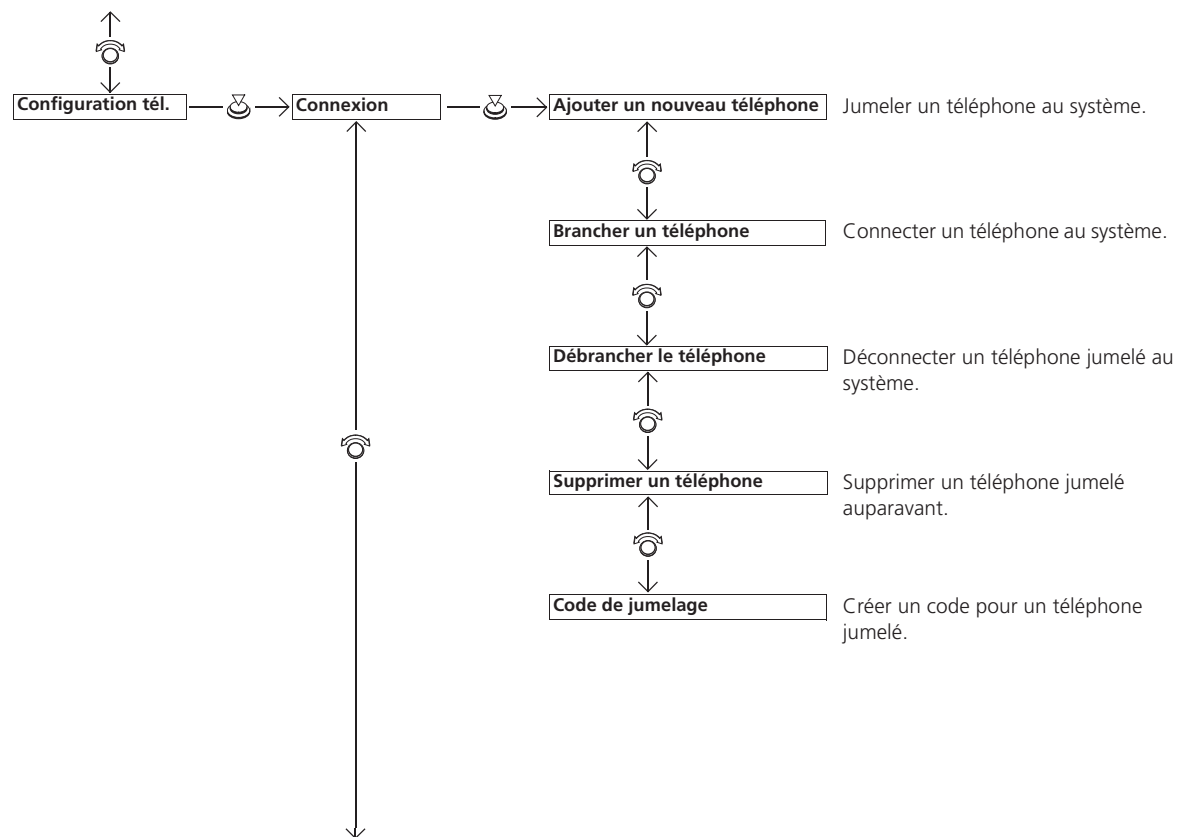 Configuration tél.
Connexion
Ajouter un nouveau téléphone
Jumeler un téléphone au système.
Brancher un téléphone
Connecter un téléphone au système.
Débrancher le téléphone
Déconnecter un téléphone jumelé au
système.
Supprimer un téléphone
Supprimer un téléphone jumelé
auparavant.
Code de jumelage
Créer un code pour un téléphone
jumelé.